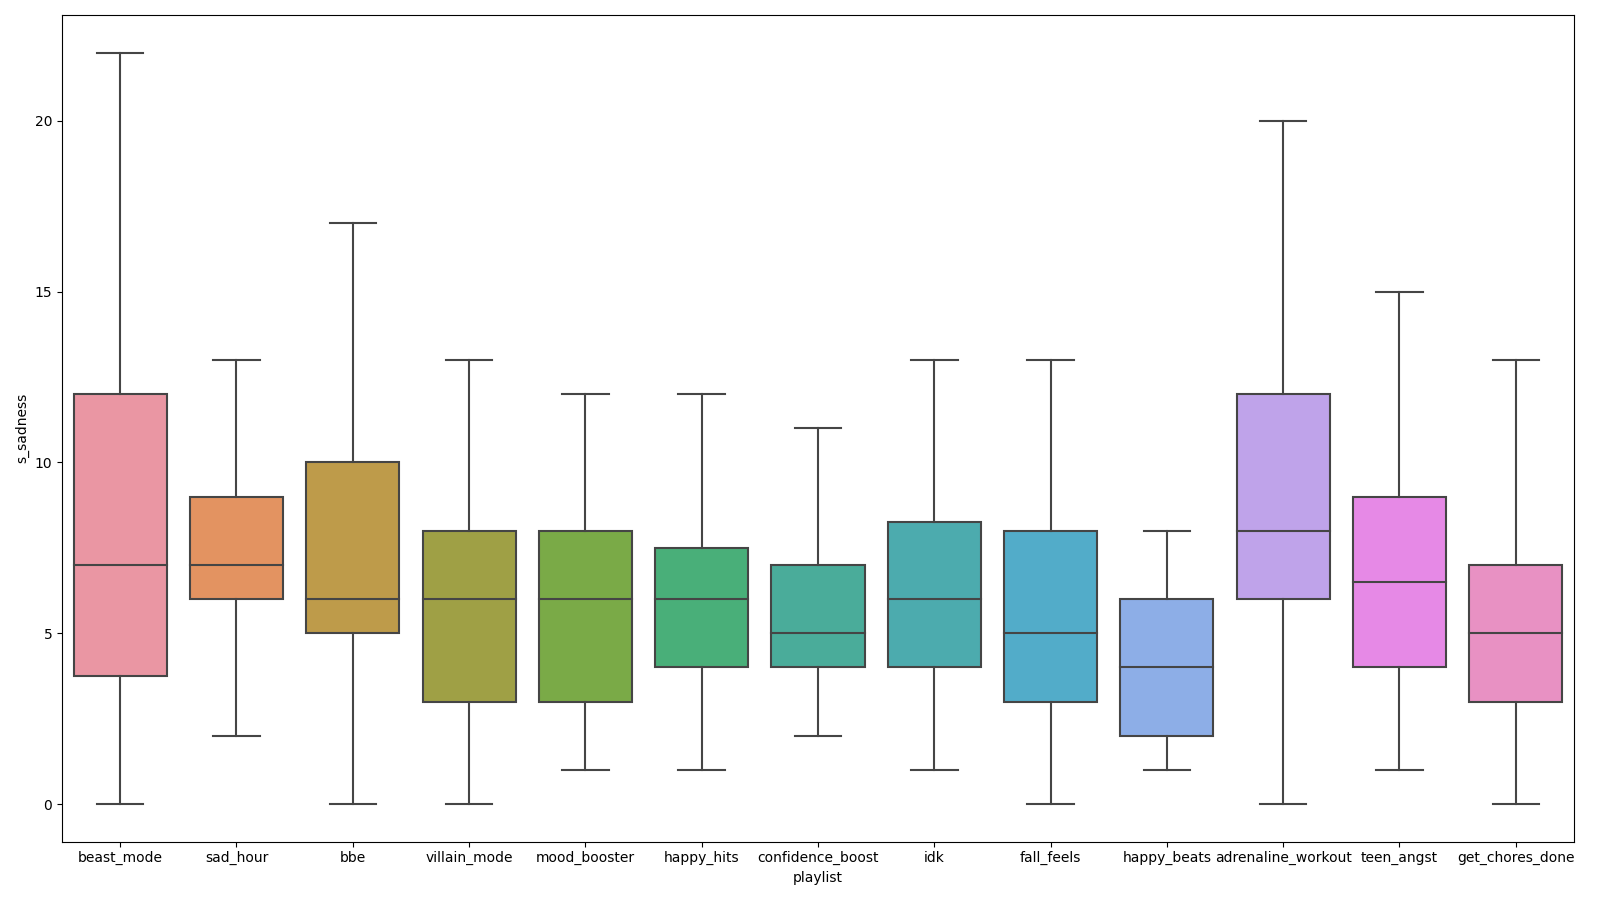 20
15
10
5
0
s_sadness
beast_mode sad_hour bbe villain_mode mood_booster happy_hits confidence_boost idk fall_feels happy_beats adrenaline_workout teen_angst get_chores_done
playlist